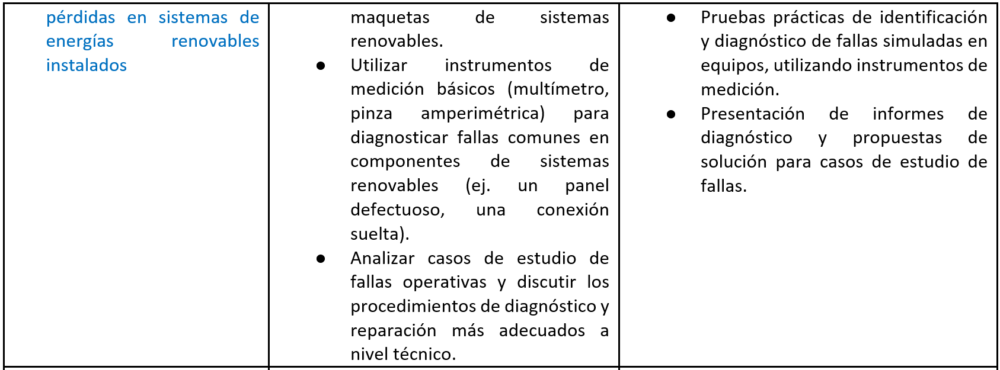 pérdidas en sistemas de
energías renovables
instalados
maquetas de sistemas
renovables.
● Utilizar instrumentos de
medición básicos (multímetro,
pinza amperimétrica) para
diagnosticar fallas comunes en
componentes de sistemas
renovables (ej. un panel
defectuoso, una conexión
suelta).
● Analizar casos de estudio de
fallas operativas y discutir los
procedimientos de diagnóstico y
reparación más adecuados a
nivel técnico.
● Pruebas prácticas de identificación
y diagnóstico de fallas simuladas en
equipos, utilizando instrumentos de
medición.
● Presentación de informes de
diagnóstico y propuestas de
solución para casos de estudio de
fallas.